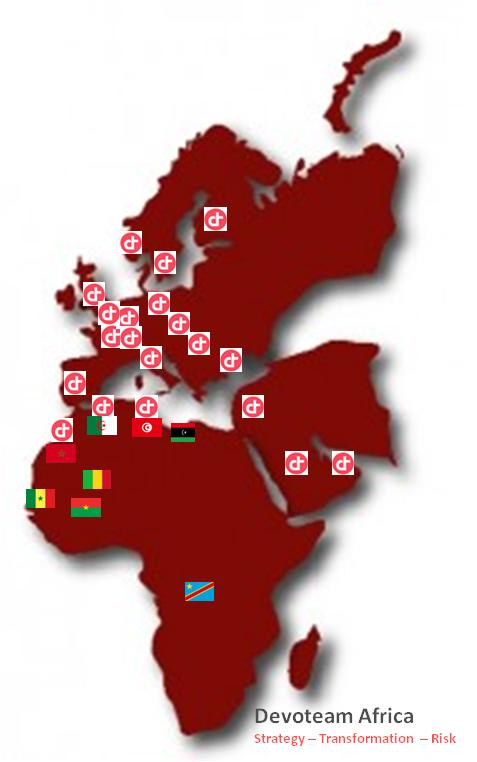 Devoteam Africa
Strategy – Transformation – Risk